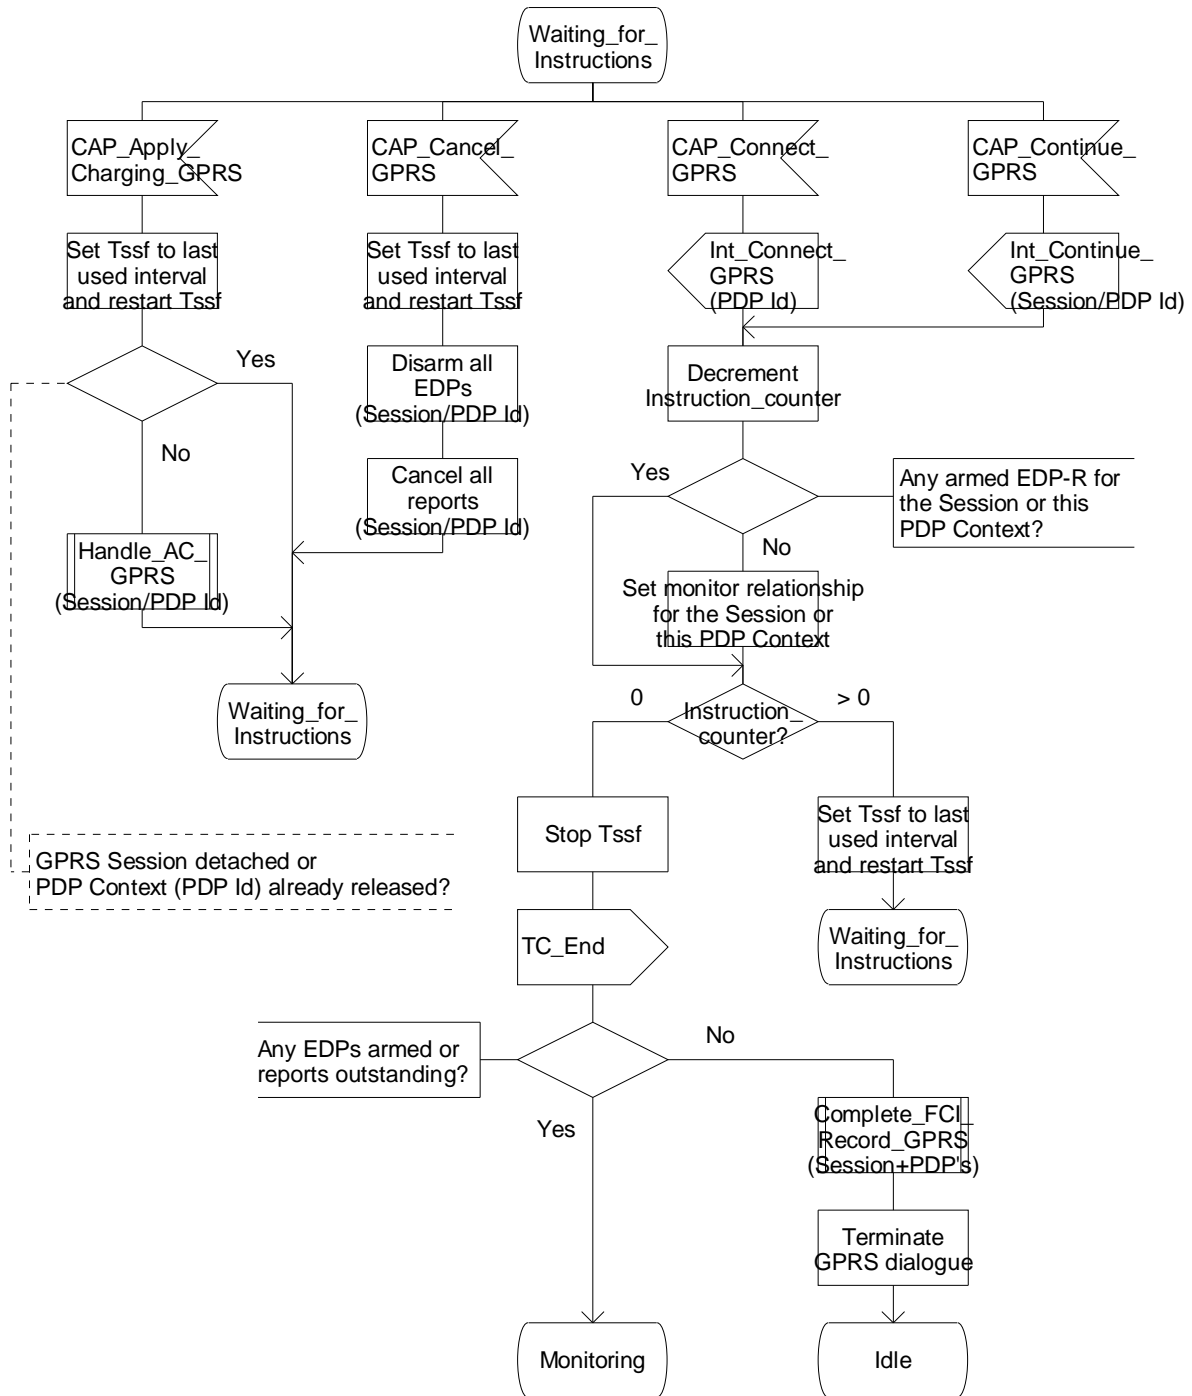 Waiting_for_
Instructions
CAP_Apply_
Charging_GPRS
CAP_Cancel_
GPRS
CAP_Connect_
GPRS
CAP_Continue_
GPRS
Set Tssf to last
used interval
and restart Tssf
Set Tssf to last
used interval
and restart Tssf
Int_Connect_
GPRS
(PDP Id)
Int_Continue_
GPRS
(Session/PDP Id)
Yes
No
Disarm all
EDPs
(Session/PDP Id)
Decrement
Instruction_counter
Cancel all
reports
(Session/PDP Id)
Yes
No
Any armed EDP-R for
the Session or this
PDP Context?
Handle_AC_
GPRS
(Session/PDP Id)
Set monitor relationship
for the Session or
this PDP Context
Waiting_for_
Instructions
0
Instruction_
counter?
> 0
Stop Tssf
Set Tssf to last
used interval
and restart Tssf
GPRS Session detached or
PDP Context (PDP Id) already released?
TC_End
Waiting_for_
Instructions
Any EDPs armed or
reports outstanding?
No
Yes
Complete_FCI_
Record_GPRS
(Session+PDP's)
Terminate
GPRS dialogue
Monitoring
Idle